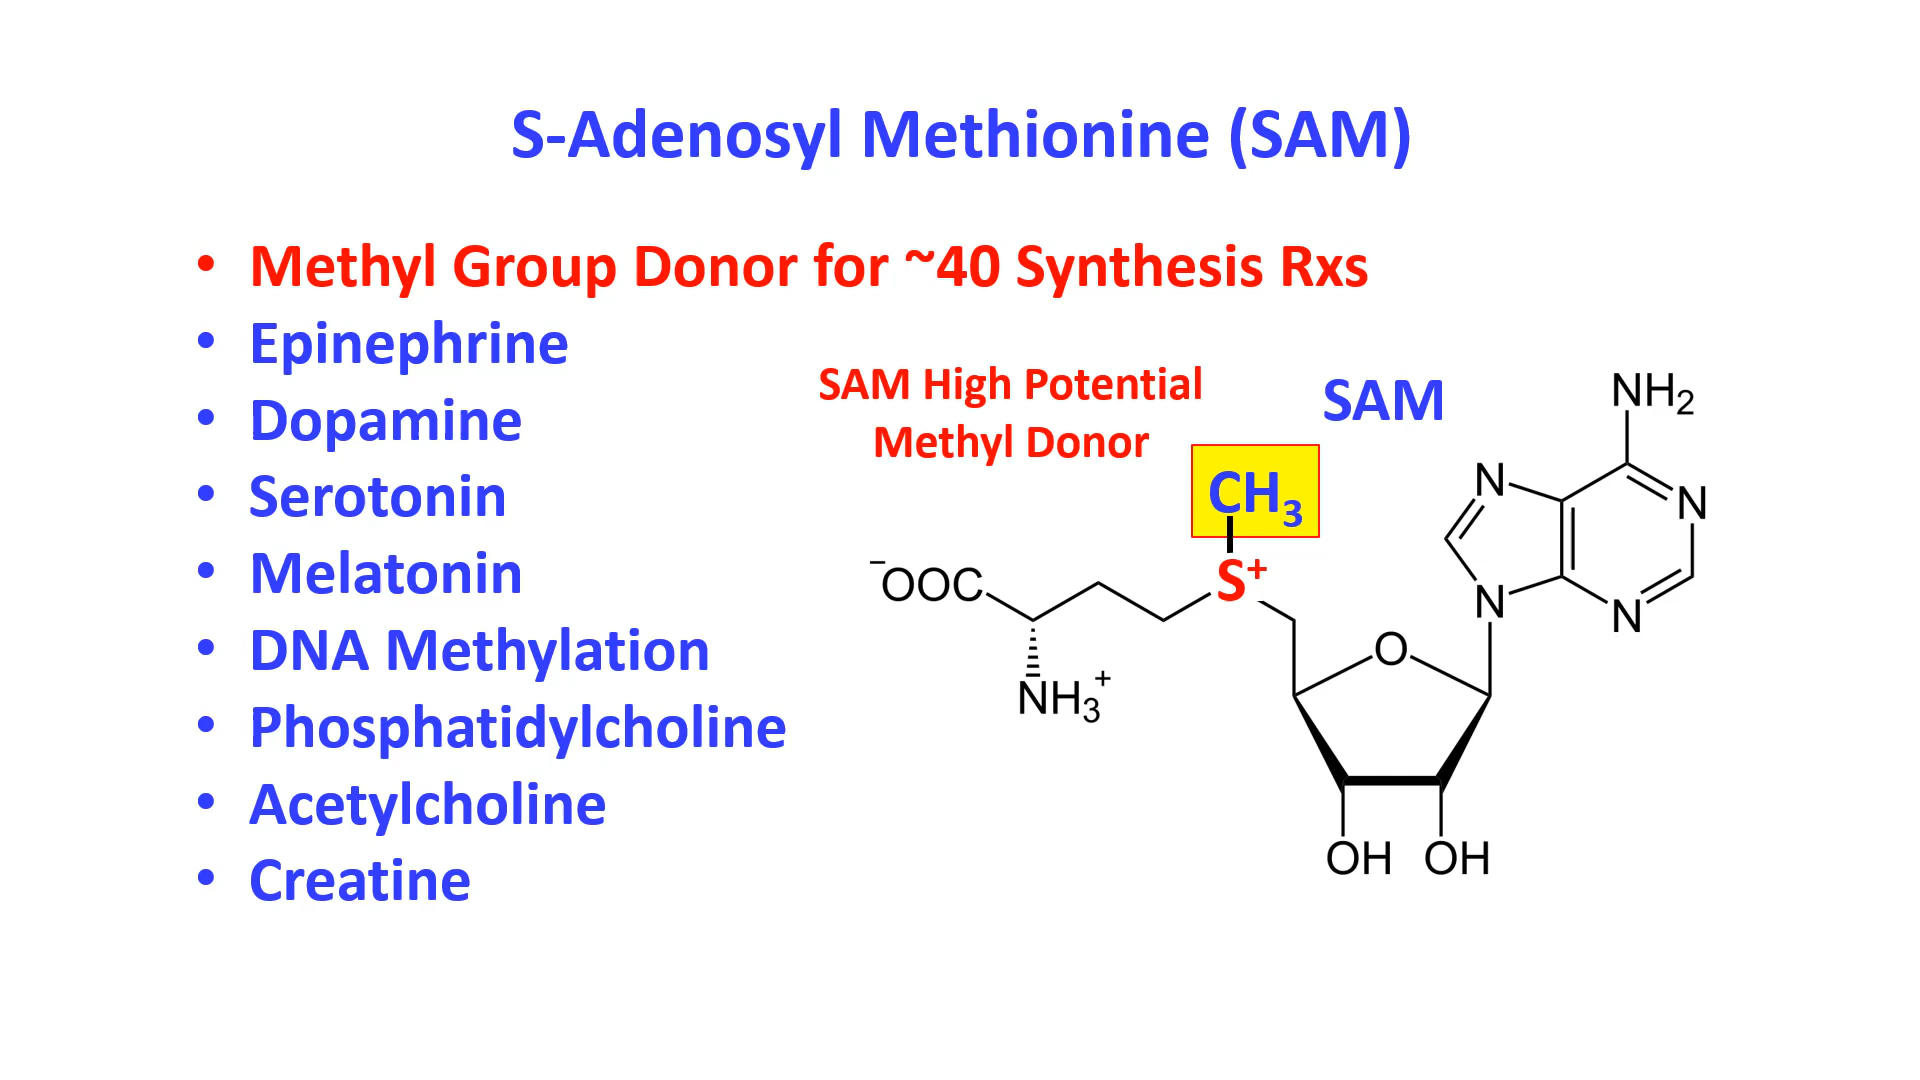 S-Adenosyl Methionine (SAM)
• Methyl Group Donor for ~40 Synthesis Rxs
• Epinephrine
• Dopamine
• Serotonin
• Melatonin
• DNA Methylation
• Phosphatidylcholine
• Acetylcholine
• Creatine
SAM High Potential
Methyl Donor
SAM
CH₃
S⁺
⁻OOC
NH₃⁺
O
OH
OH
NH₂
N
N
N
N